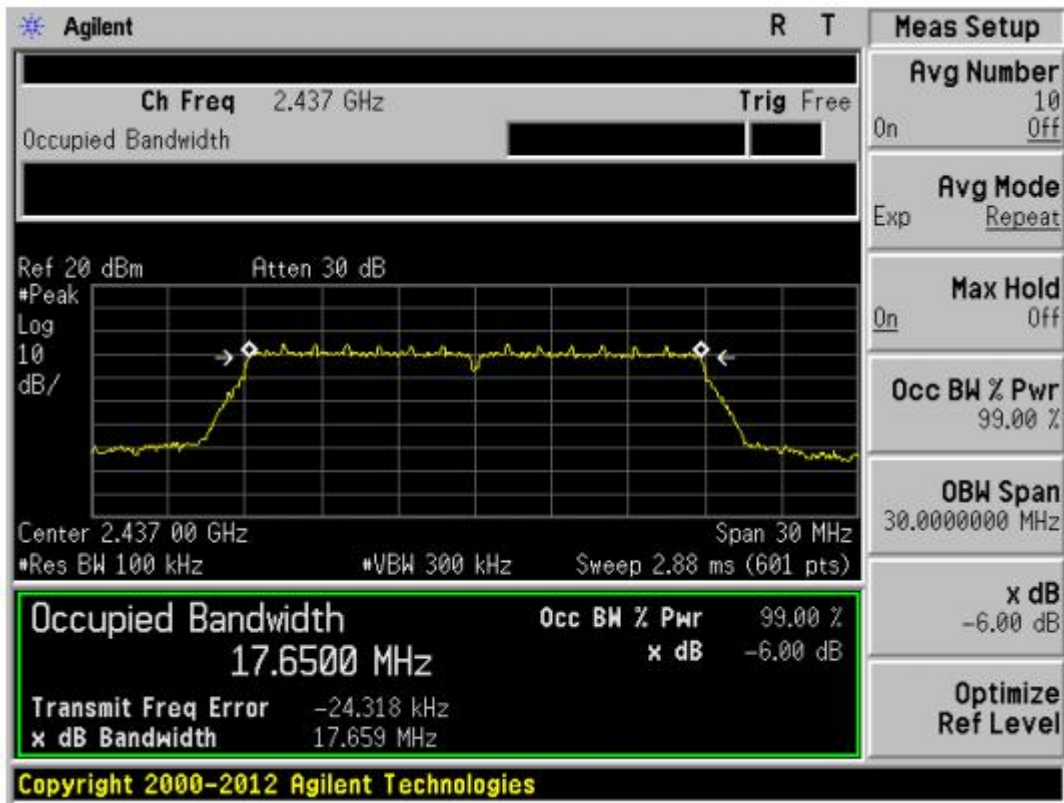 Agilent R T
Ch Freq 2.437 GHz Trig Free
Occupied Bandwidth
Ref 20 dBm Atten 30 dB
#Peak
Log
10
dB/
Center 2.437 00 GHz Span 30 MHz
#Res BW 100 kHz #VBW 300 kHz Sweep 2.88 ms (601 pts)
Occupied Bandwidth Occ BW % Pwr 99.00 %
17.6500 MHz x dB -6.00 dB
Transmit Freq Error -24.318 kHz
x dB Bandwidth 17.659 MHz
Copyright 2000-2012 Agilent Technologies
Meas Setup
Avg Number
10
On Off
Avg Mode
Exp Repeat
Max Hold
On Off
Occ BW % Pwr
99.00 %
OBW Span
30.0000000 MHz
x dB
-6.00 dB
Optimize
Ref Level